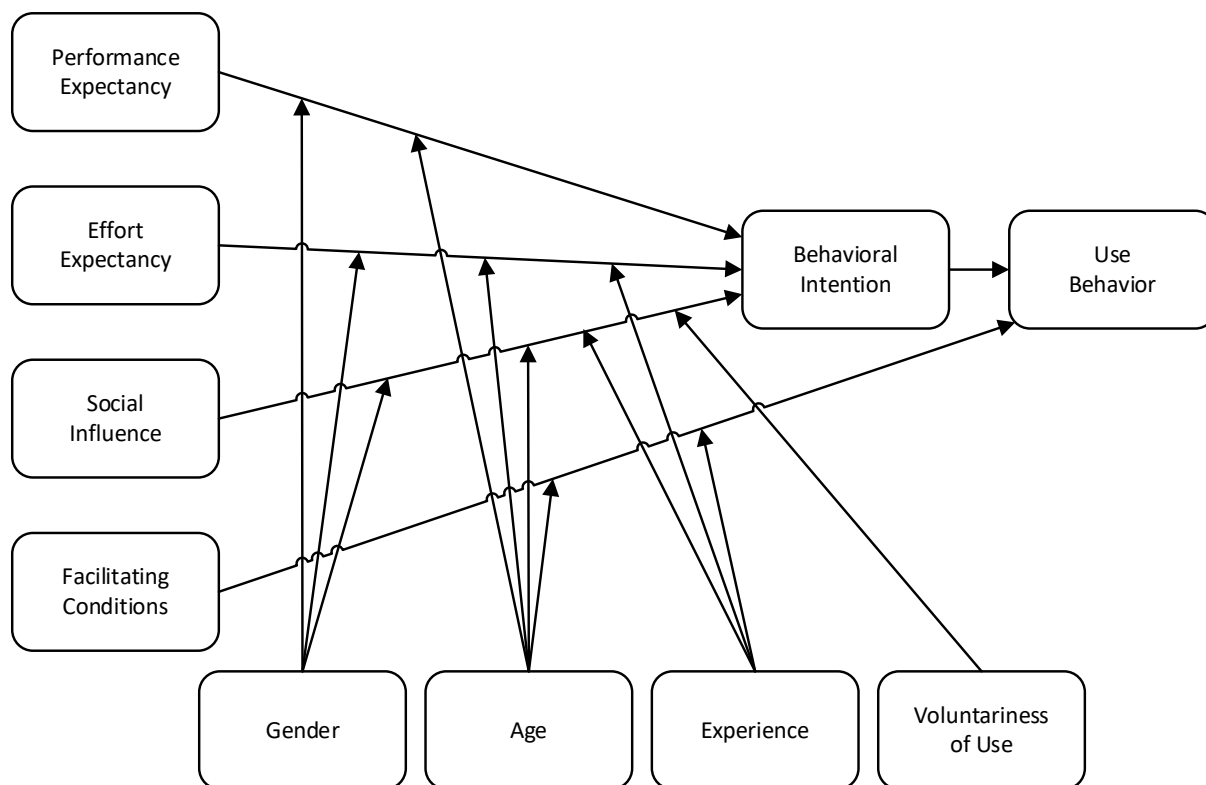 Performance
Expectancy
Effort
Expectancy
Behavioral
Intention
Use
Behavior
Social
Influence
Facilitating
Conditions
Gender
Age
Experience
Voluntariness
of Use